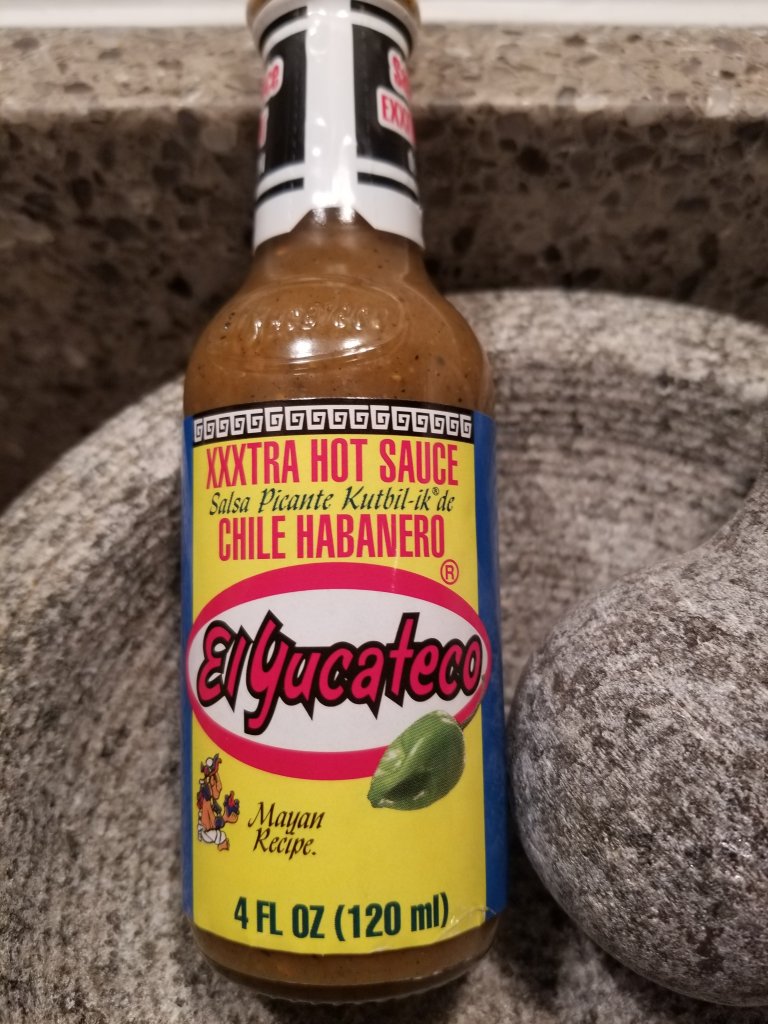 XXXTRA HOT SAUCE
Salsa Picante Kutbil-ik® de
CHILE HABANERO
®
El Yucateco
Mayan
Recipe.
4 FL OZ (120 ml)